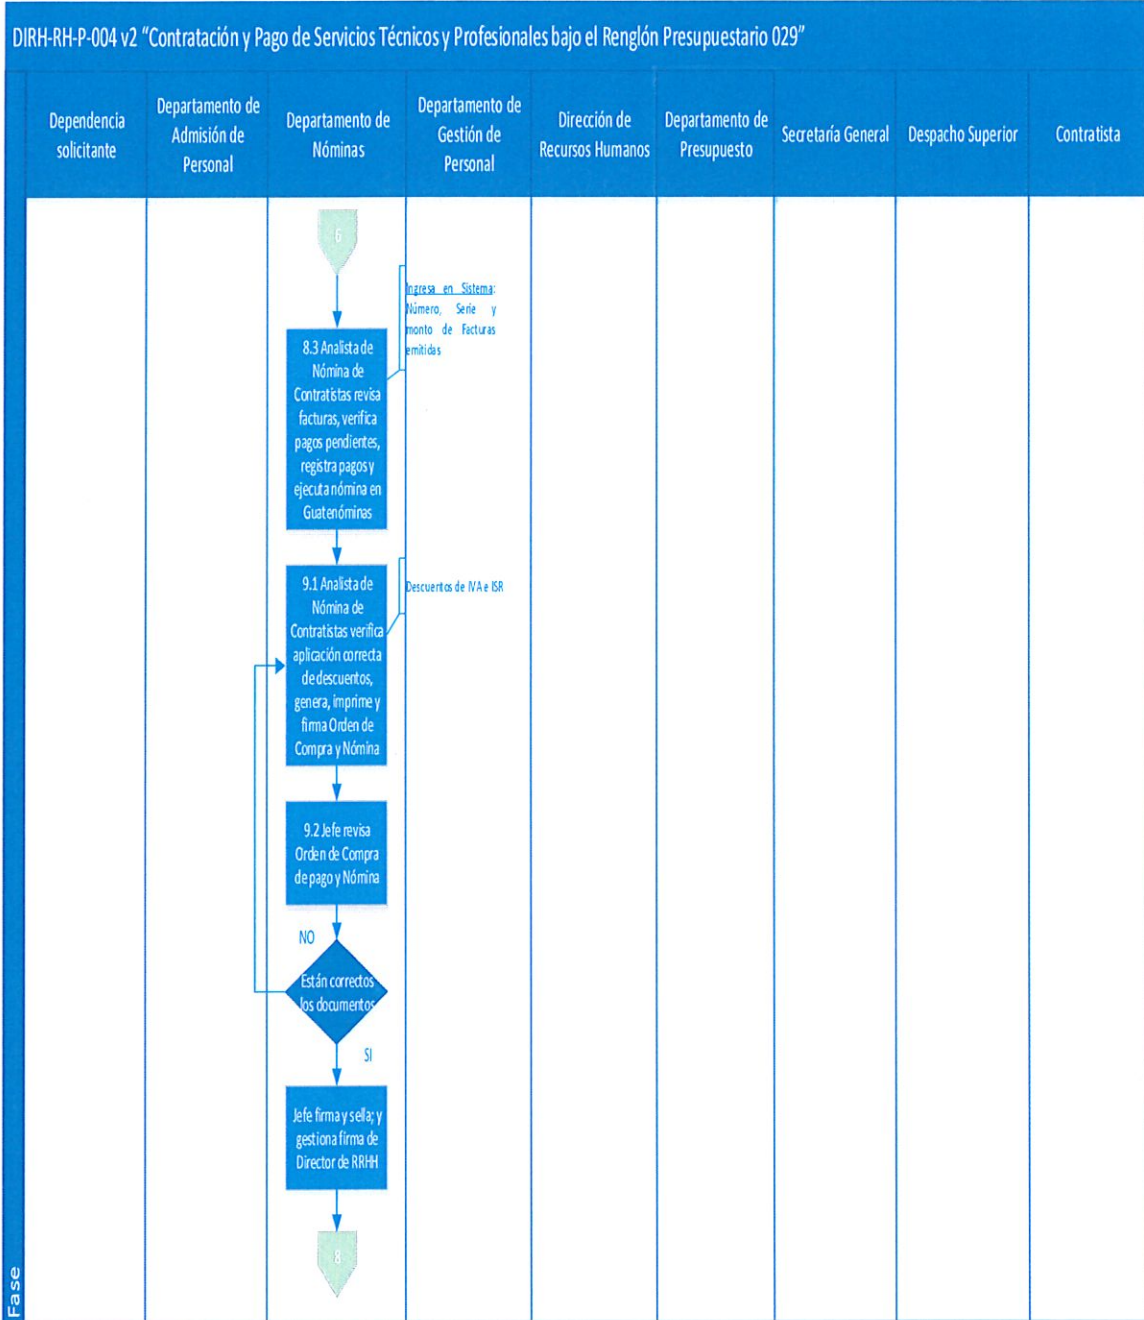 DIRH-RH-P-004 v2 “Contratación y Pago de Servicios Técnicos y Profesionales bajo el Renglón Presupuestario 029”
Dependencia
solicitante
Departamento de
Admisión de
Personal
Departamento de
Nóminas
Departamento de
Gestión de
Personal
Dirección de
Recursos Humanos
Departamento de
Presupuesto
Secretaría General
Despacho Superior
Contratista
6
Ingresa en Sistema:
Número, Serie y
monto de Facturas
emitidas
8.3 Analista de
Nómina de
Contratistas revisa
facturas, verifica
pagos pendientes,
registra pagos y
ejecuta nómina en
Guatenóminas
9.1 Analista de
Nómina de
Contratistas verifica
aplicación correcta
de descuentos,
genera, imprime y
firma Orden de
Compra y Nómina
Descuentos de IVA e ISR
9.2 Jefe revisa
Orden de Compra
de pago y Nómina
NO
Están correctos
los documentos
SI
Jefe firma y sella; y
gestiona firma de
Director de RRHH
8
Fase